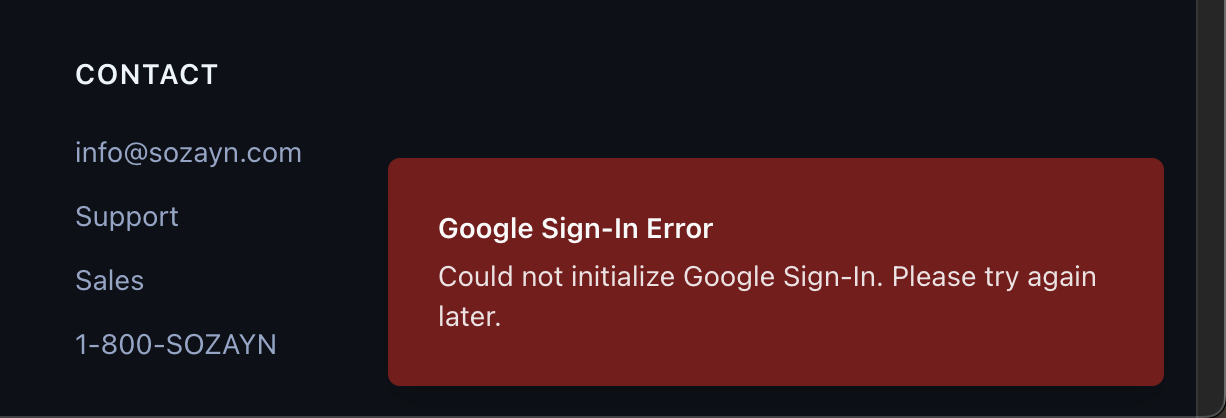 CONTACT
info@sozayn.com
Support
Sales
1-800-SOZAYN
Google Sign-In Error
Could not initialize Google Sign-In. Please try again
later.